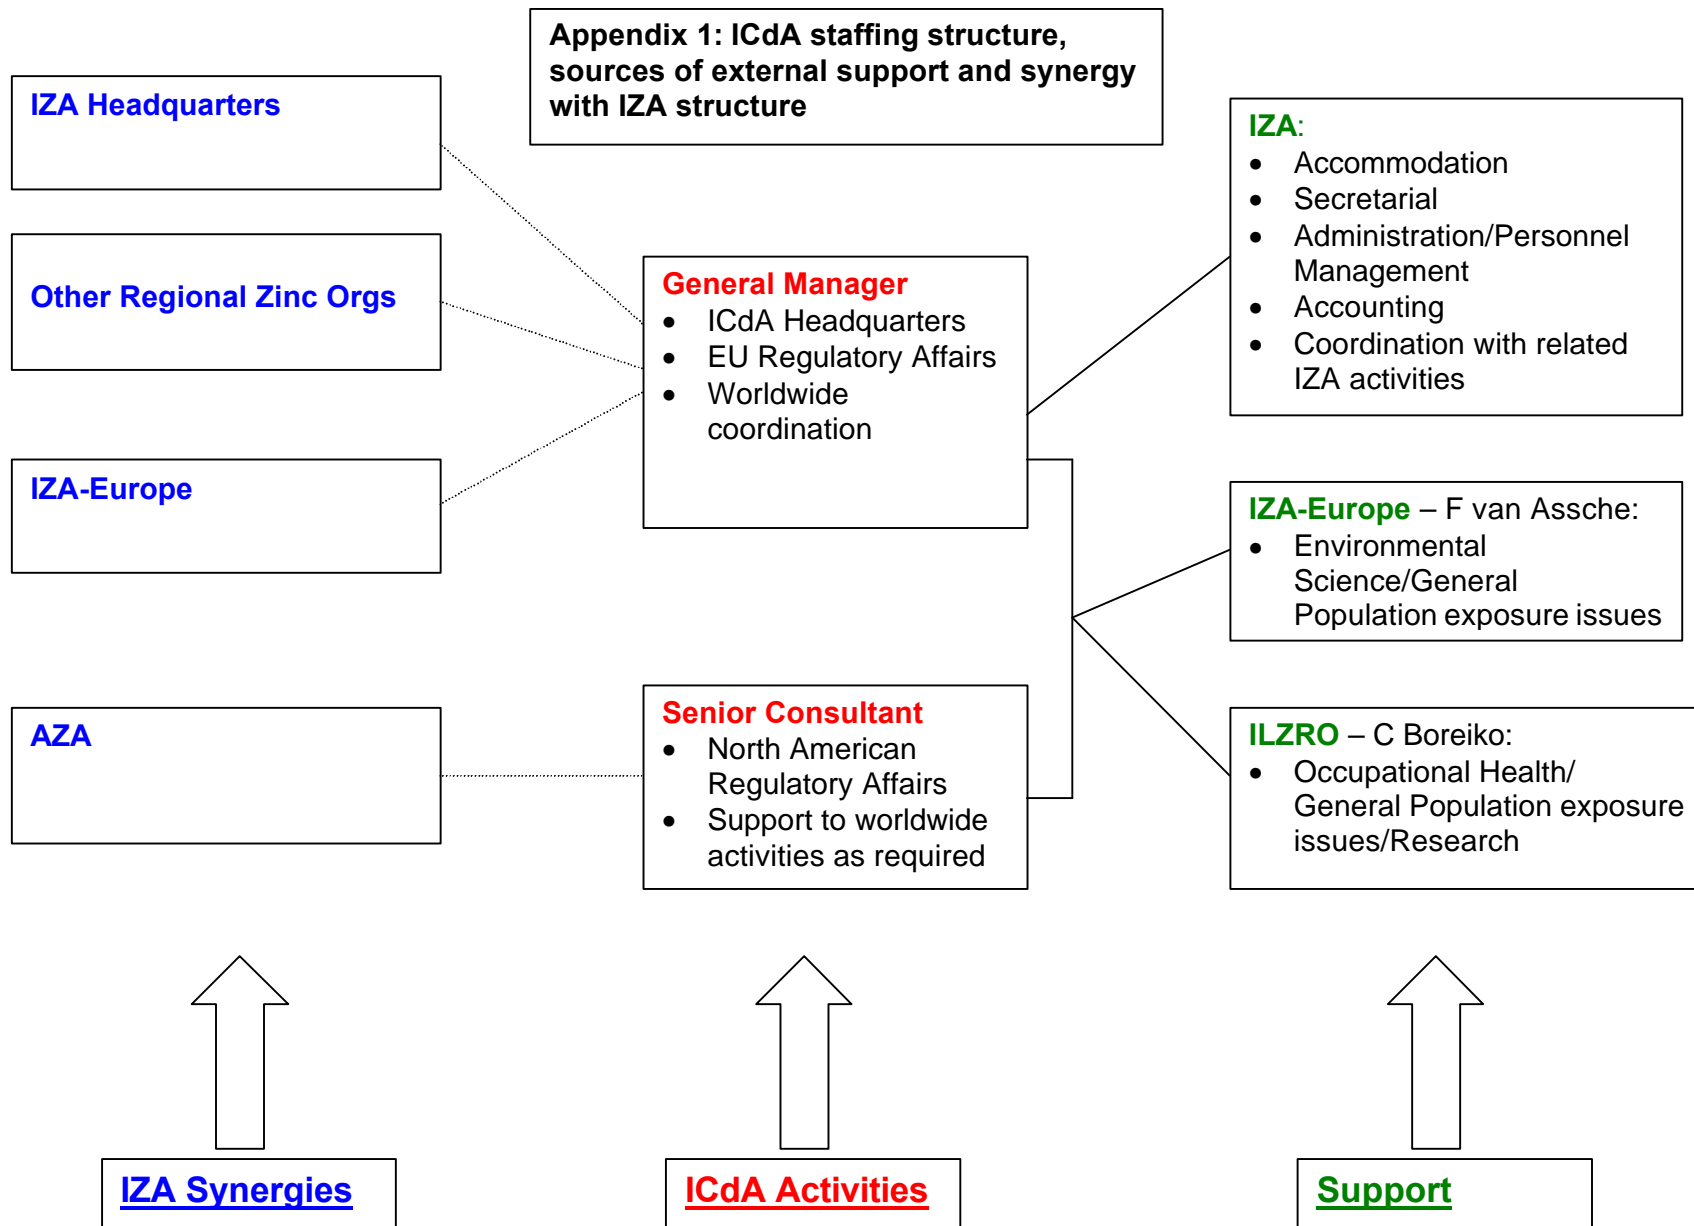 Appendix 1: ICdA staffing structure,
sources of external support and synergy
with IZA structure
IZA Headquarters
Other Regional Zinc Orgs
IZA-Europe
AZA
General Manager
• ICdA Headquarters
• EU Regulatory Affairs
• Worldwide
coordination
Senior Consultant
• North American
Regulatory Affairs
• Support to worldwide
activities as required
IZA:
• Accommodation
• Secretarial
• Administration/Personnel
Management
• Accounting
• Coordination with related
IZA activities
IZA-Europe – F van Assche:
• Environmental
Science/General
Population exposure issues
ILZRO – C Boreiko:
• Occupational Health/
General Population exposure
issues/Research
IZA Synergies
ICdA Activities
Support